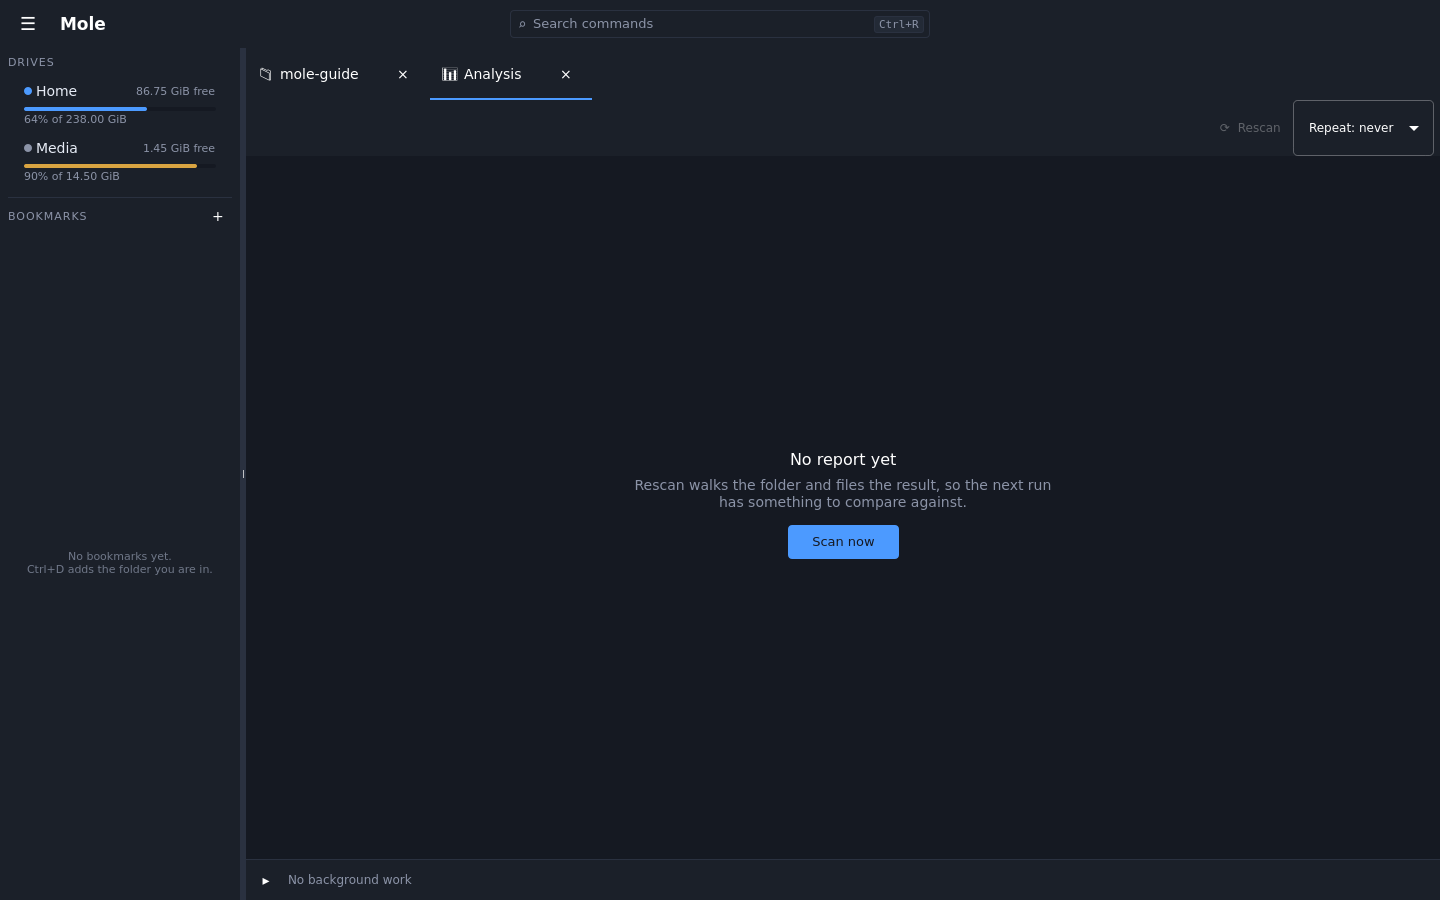 Mole
Search commands
Ctrl+R
DRIVES
Home
86.75 GiB free
64% of 238.00 GiB
Media
1.45 GiB free
90% of 14.50 GiB
BOOKMARKS
+
No bookmarks yet.
Ctrl+D adds the folder you are in.
mole-guide
Analysis
Rescan
Repeat: never
No report yet
Rescan walks the folder and files the result, so the next run
has something to compare against.
Scan now
No background work